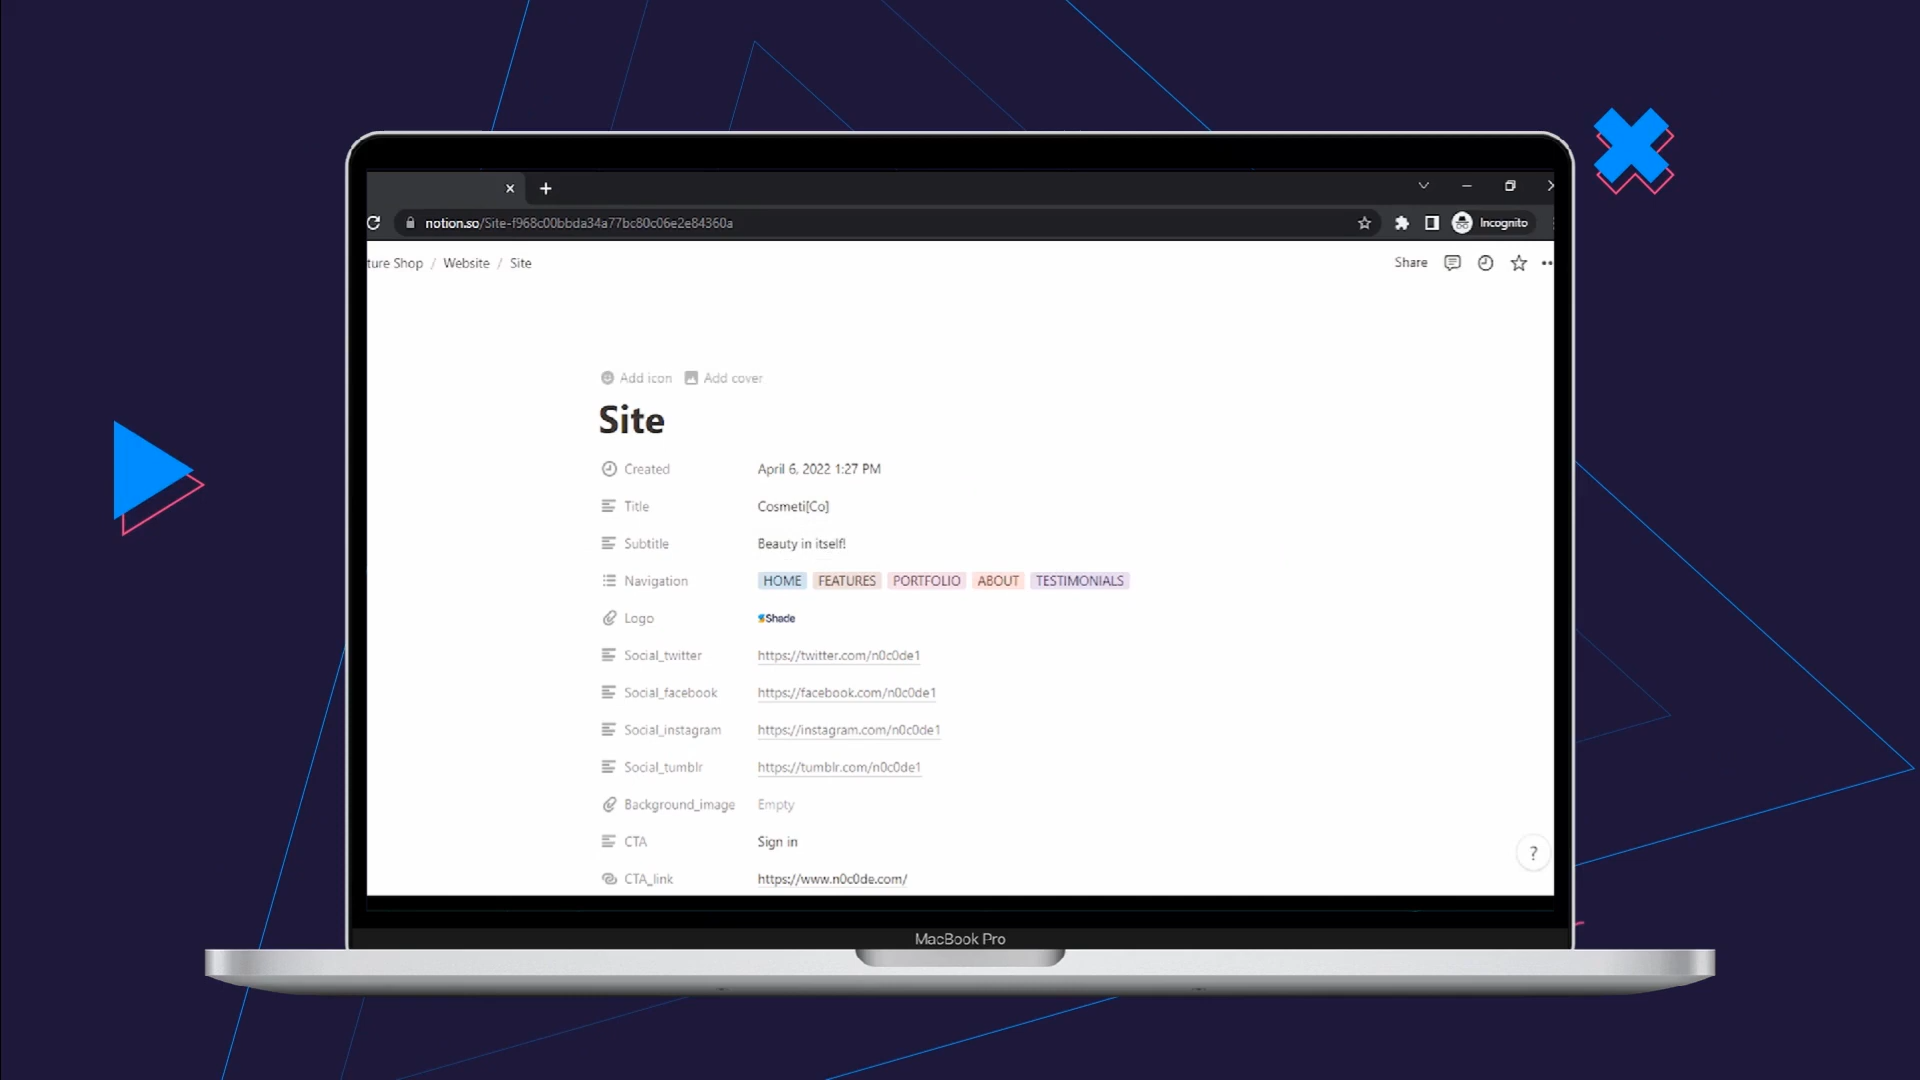 notion.so/Site-f968c00bbda34a77bc80c06e2e84360a
Incognito
ture Shop / Website / Site
Share
Add icon Add cover
Site
Created April 6, 2022 1:27 PM
Title Cosmeti[Co]
Subtitle Beauty in itself!
Navigation HOME FEATURES PORTFOLIO ABOUT TESTIMONIALS
Logo Shade
Social_twitter https://twitter.com/n0c0de1
Social_facebook https://facebook.com/n0c0de1
Social_instagram https://instagram.com/n0c0de1
Social_tumblr https://tumblr.com/n0c0de1
Background_image Empty
CTA Sign in
?
CTA_link https://www.n0c0de.com/
MacBook Pro